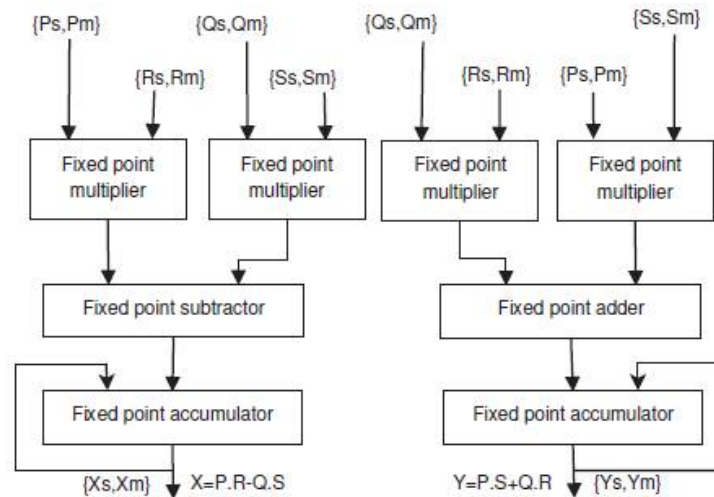 {Ps,Pm}
{Qs,Qm}
{Qs,Qm}
{Ss,Sm}
{Rs,Rm}
{Ss,Sm}
{Rs,Rm}
{Ps,Pm}
Fixed point
multiplier
Fixed point
multiplier
Fixed point
multiplier
Fixed point
multiplier
Fixed point subtractor
Fixed point adder
Fixed point accumulator
Fixed point accumulator
{Xs,Xm}
X=P.R-Q.S
Y=P.S+Q.R
{Ys,Ym}